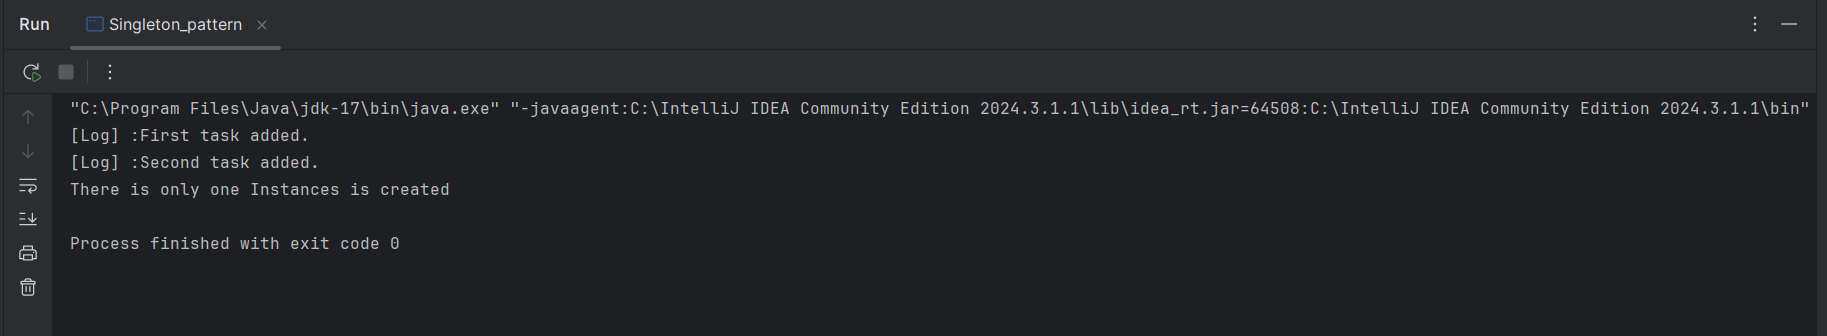 Run Singleton_pattern
"C:\Program Files\Java\jdk-17\bin\java.exe" "-javaagent:C:\IntelliJ IDEA Community Edition 2024.3.1.1\lib\idea_rt.jar=64508:C:\IntelliJ IDEA Community Edition 2024.3.1.1\bin"
[Log] :First task added.
[Log] :Second task added.
There is only one Instances is created
Process finished with exit code 0